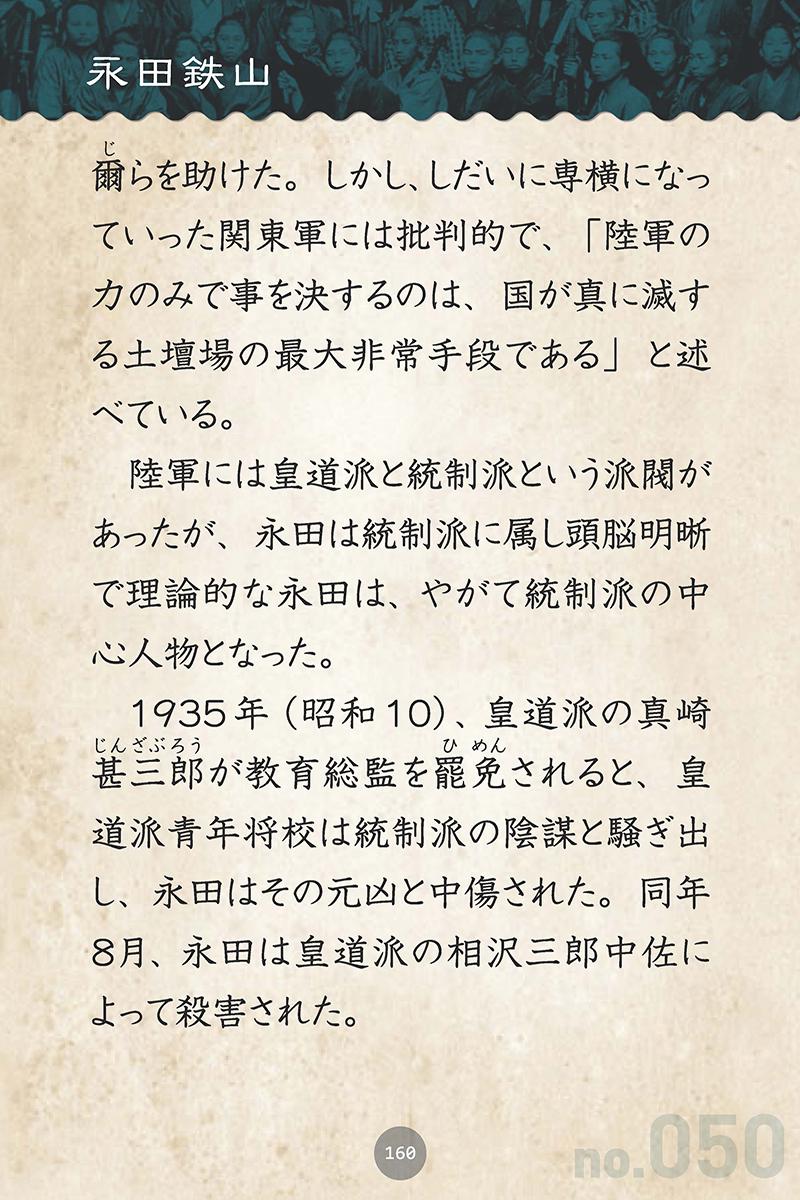 永田鉄山
じ
爾らを助けた。しかし、しだいに専横になっ
ていった関東軍には批判的で、「陸軍の
力のみで事を決するのは、国が真に滅す
る土壇場の最大非常手段である」と述
べている。
陸軍には皇道派と統制派という派閥が
あったが、永田は統制派に属し頭脳明晰
で理論的な永田は、やがて統制派の中
心人物となった。
1935年（昭和10）、皇道派の真崎
じんざぶろう ひ めん
甚三郎が教育総監を罷免されると、皇
道派青年将校は統制派の陰謀と騒ぎ出
し、永田はその元凶と中傷された。同年
8月、永田は皇道派の相沢三郎中佐に
よって殺害された。
160
no.050